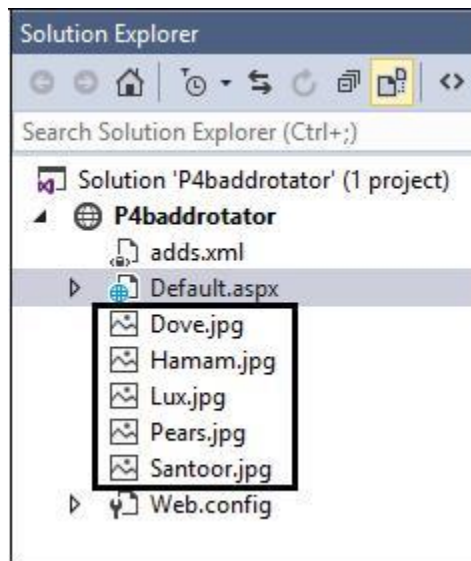 Solution Explorer
Search Solution Explorer (Ctrl+;)
Solution 'P4baddrotator' (1 project)
P4baddrotator
adds.xml
Default.aspx
Dove.jpg
Hamam.jpg
Lux.jpg
Pears.jpg
Santoor.jpg
Web.config